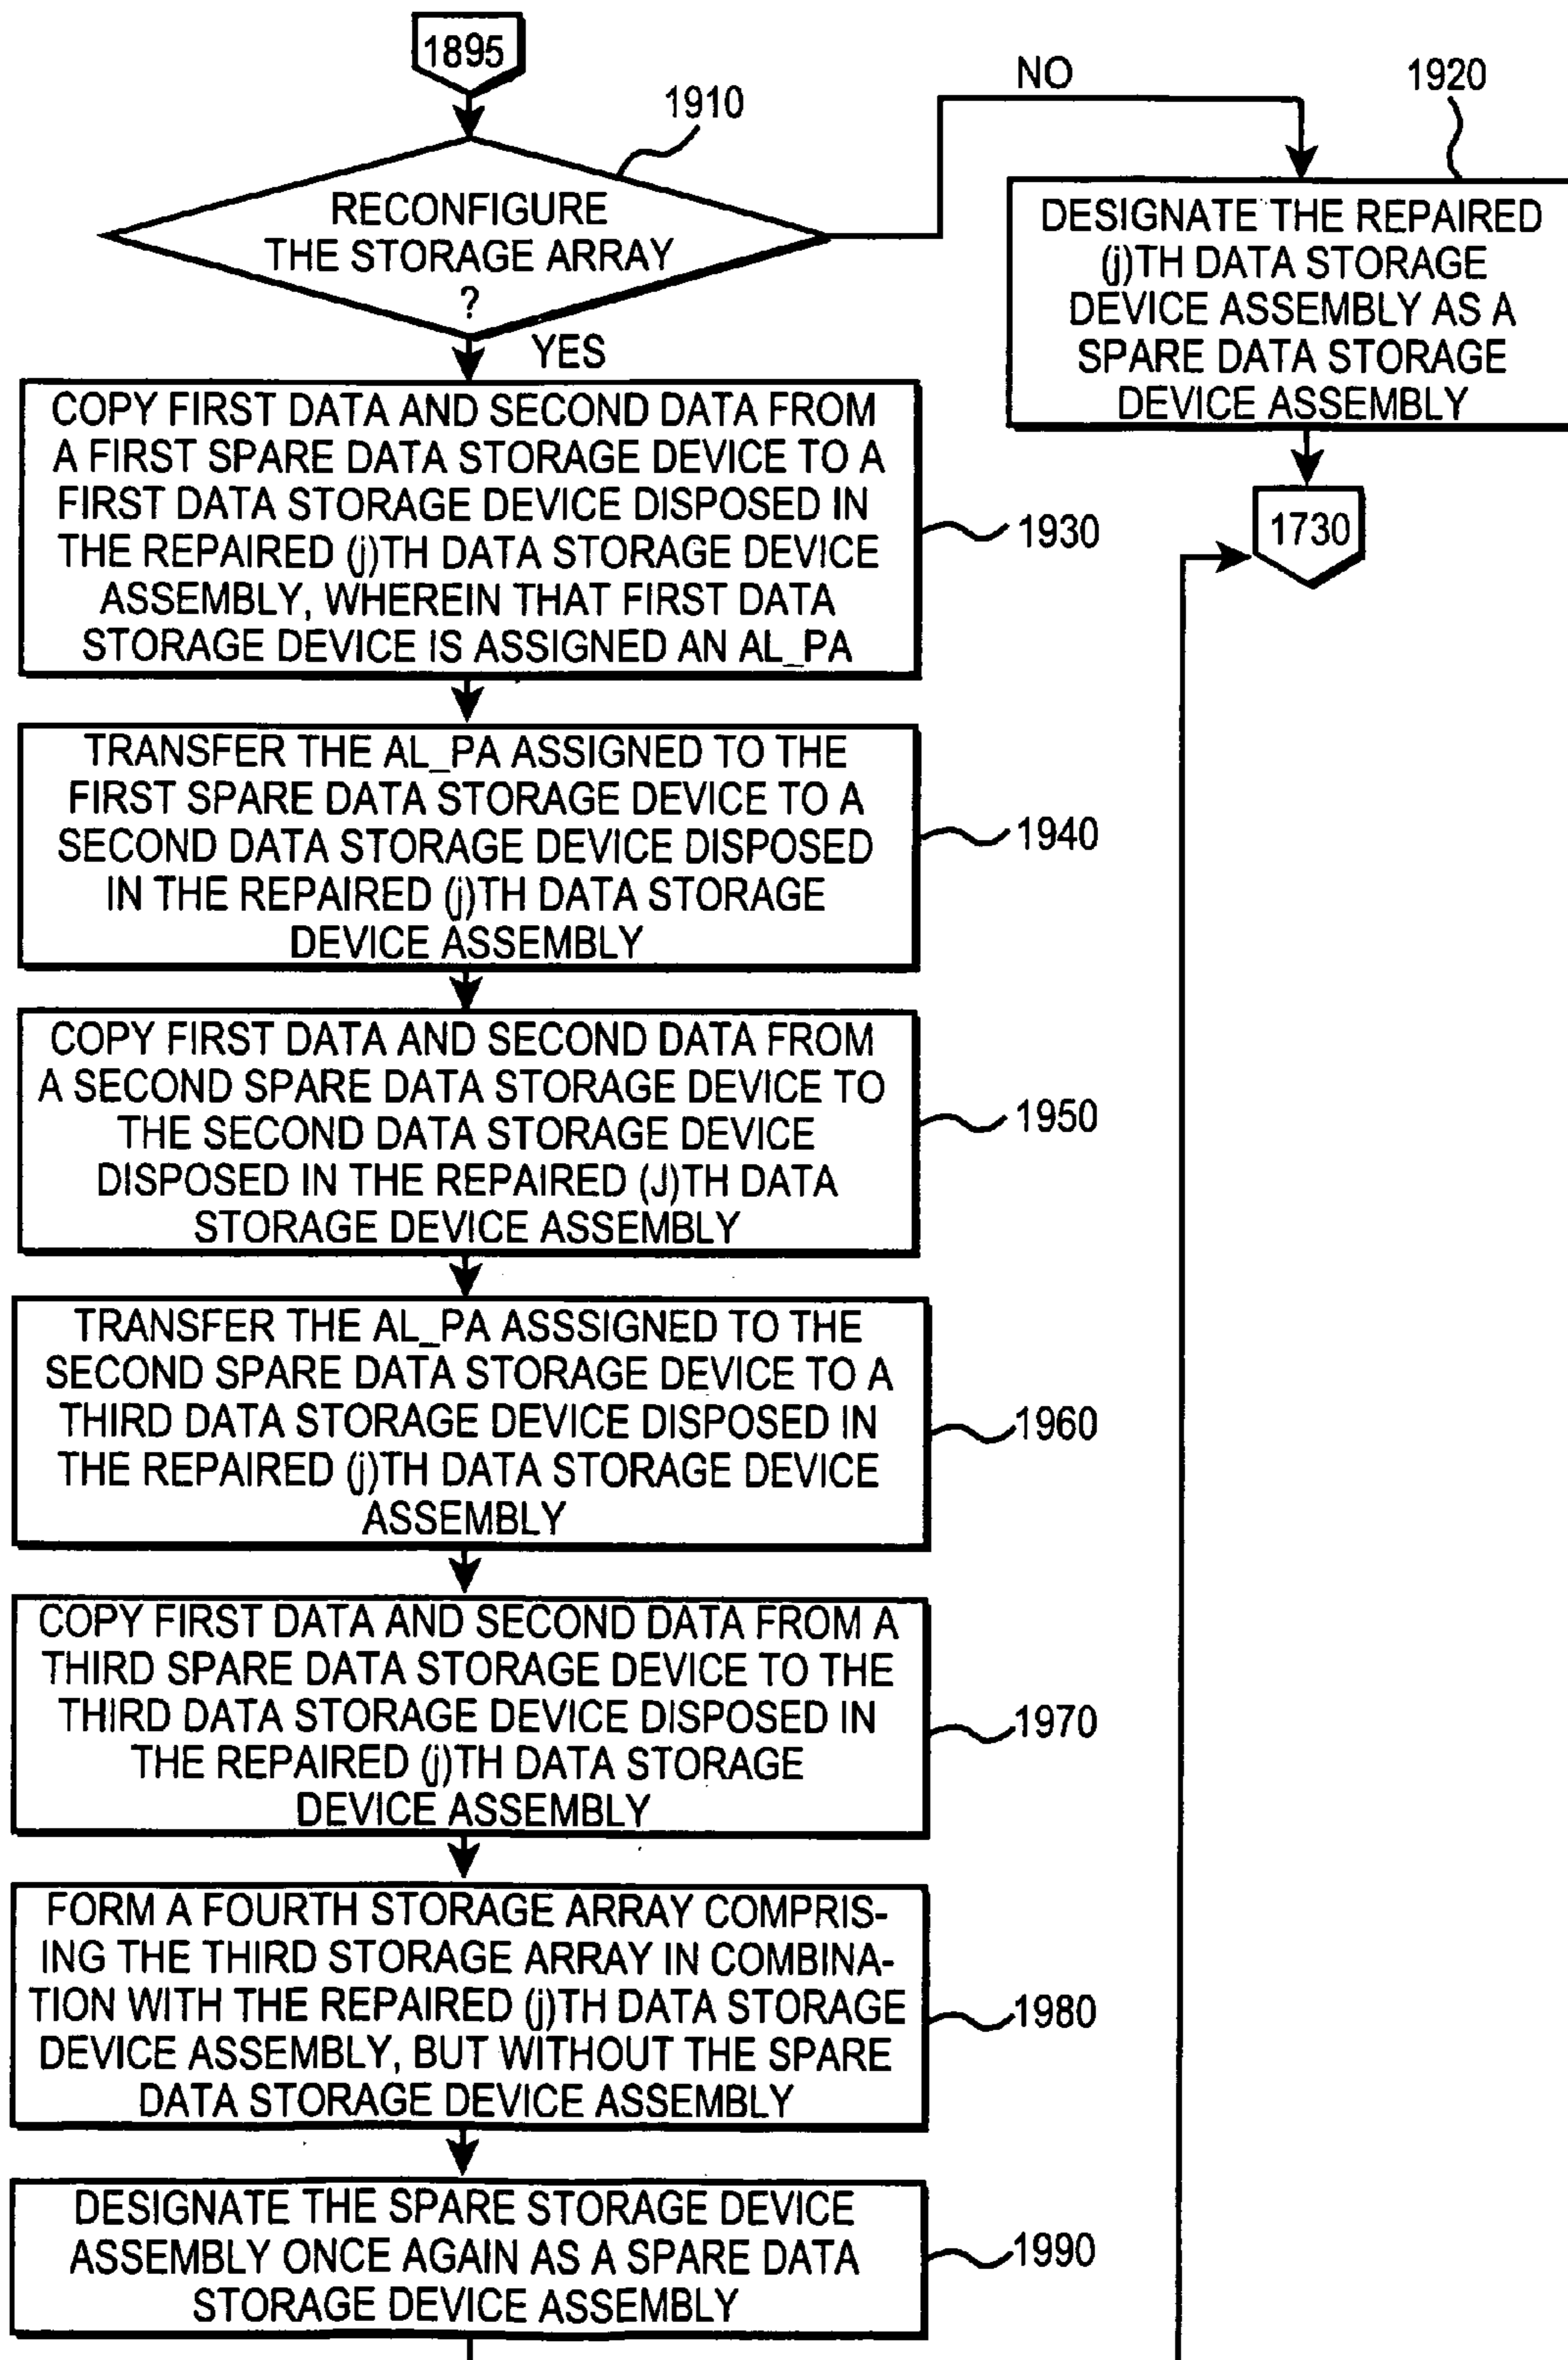 1895
1910
NO
1920
RECONFIGURE
THE STORAGE ARRAY
?
YES
DESIGNATE THE REPAIRED
(j)TH DATA STORAGE
DEVICE ASSEMBLY AS A
SPARE DATA STORAGE
DEVICE ASSEMBLY
1730
COPY FIRST DATA AND SECOND DATA FROM
A FIRST SPARE DATA STORAGE DEVICE TO A
FIRST DATA STORAGE DEVICE DISPOSED IN
THE REPAIRED (j)TH DATA STORAGE DEVICE
ASSEMBLY, WHEREIN THAT FIRST DATA
STORAGE DEVICE IS ASSIGNED AN AL_PA
1930
TRANSFER THE AL_PA ASSIGNED TO THE
FIRST SPARE DATA STORAGE DEVICE TO A
SECOND DATA STORAGE DEVICE DISPOSED
IN THE REPAIRED (j)TH DATA STORAGE
DEVICE ASSEMBLY
1940
COPY FIRST DATA AND SECOND DATA FROM
A SECOND SPARE DATA STORAGE DEVICE TO
THE SECOND DATA STORAGE DEVICE
DISPOSED IN THE REPAIRED (J)TH DATA
STORAGE DEVICE ASSEMBLY
1950
TRANSFER THE AL_PA ASSSIGNED TO THE
SECOND SPARE DATA STORAGE DEVICE TO A
THIRD DATA STORAGE DEVICE DISPOSED IN
THE REPAIRED (j)TH DATA STORAGE DEVICE
ASSEMBLY
1960
COPY FIRST DATA AND SECOND DATA FROM A
THIRD SPARE DATA STORAGE DEVICE TO THE
THIRD DATA STORAGE DEVICE DISPOSED IN
THE REPAIRED (j)TH DATA STORAGE
DEVICE ASSEMBLY
1970
FORM A FOURTH STORAGE ARRAY COMPRIS-
ING THE THIRD STORAGE ARRAY IN COMBINA-
TION WITH THE REPAIRED (j)TH DATA STORAGE
DEVICE ASSEMBLY, BUT WITHOUT THE SPARE
DATA STORAGE DEVICE ASSEMBLY
1980
DESIGNATE THE SPARE STORAGE DEVICE
ASSEMBLY ONCE AGAIN AS A SPARE DATA
STORAGE DEVICE ASSEMBLY
1990